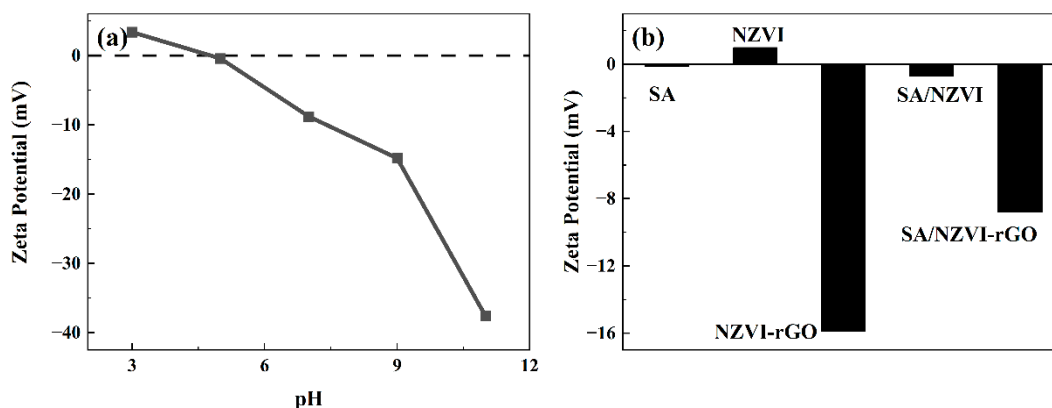 (a)
Zeta Potential (mV)
0
−10
−20
−30
−40
3
6
9
12
pH
(b)
Zeta Potential (mV)
0
−4
−8
−12
−16
NZVI
SA
SA/NZVI
SA/NZVI-rGO
NZVI-rGO